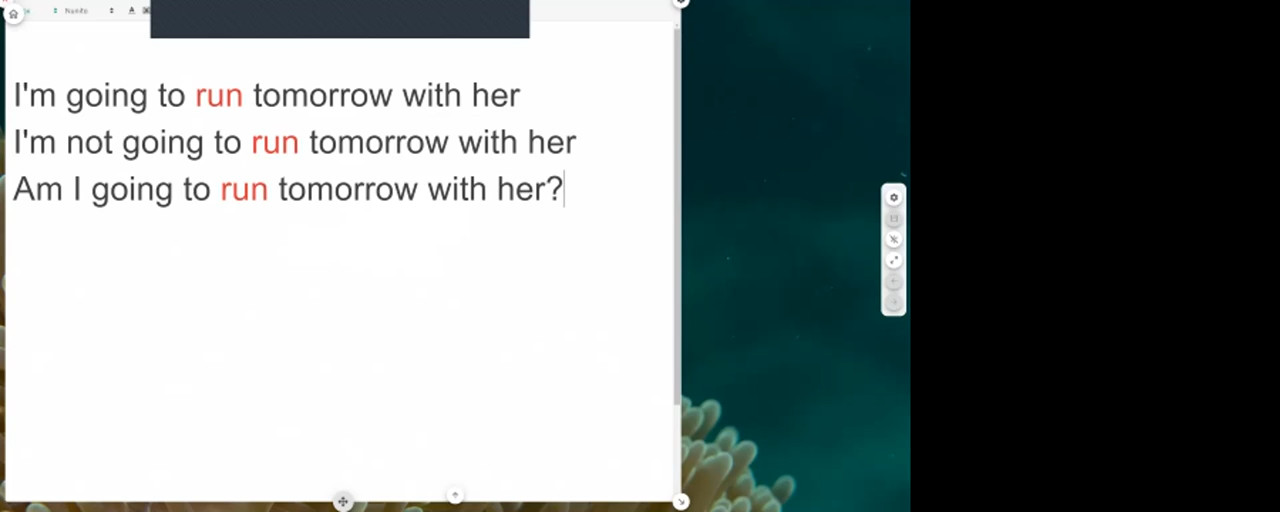 Nunito
I'm going to run tomorrow with her
I'm not going to run tomorrow with her
Am I going to run tomorrow with her?